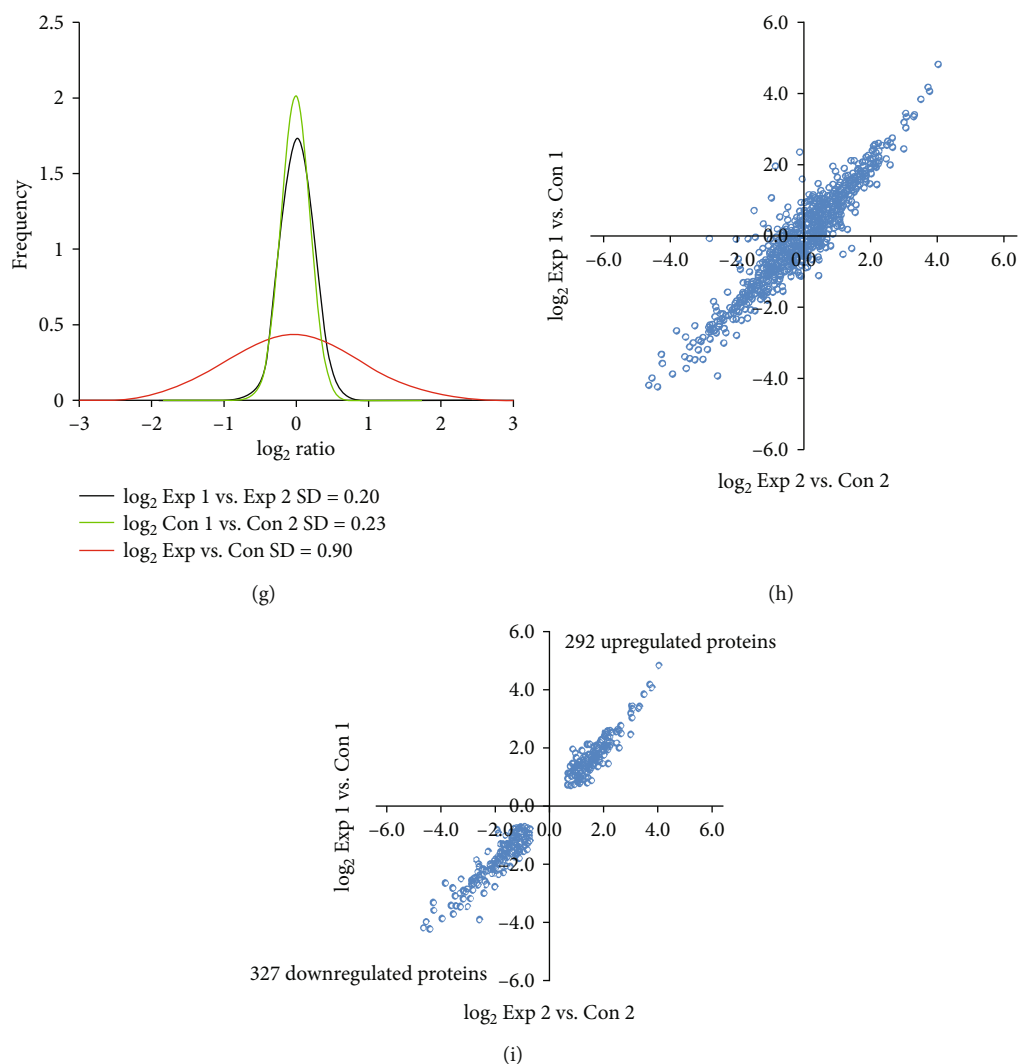 2.5
2
1.5
1
0.5
0
Frequency
−3
−2
−1
0
1
2
3
log₂ ratio
log₂ Exp 1 vs. Exp 2 SD = 0.20
log₂ Con 1 vs. Con 2 SD = 0.23
log₂ Exp vs. Con SD = 0.90
(g)
6.0
4.0
2.0
0.0
−2.0
−4.0
−6.0
log₂ Exp 1 vs. Con 1
−6.0
−4.0
−2.0
0.0
2.0
4.0
6.0
log₂ Exp 2 vs. Con 2
(h)
6.0
292 upregulated proteins
4.0
2.0
0.0
−2.0
−4.0
−6.0
log₂ Exp 1 vs. Con 1
−6.0
−4.0
−2.0
0.0
2.0
4.0
6.0
327 downregulated proteins
log₂ Exp 2 vs. Con 2
(i)